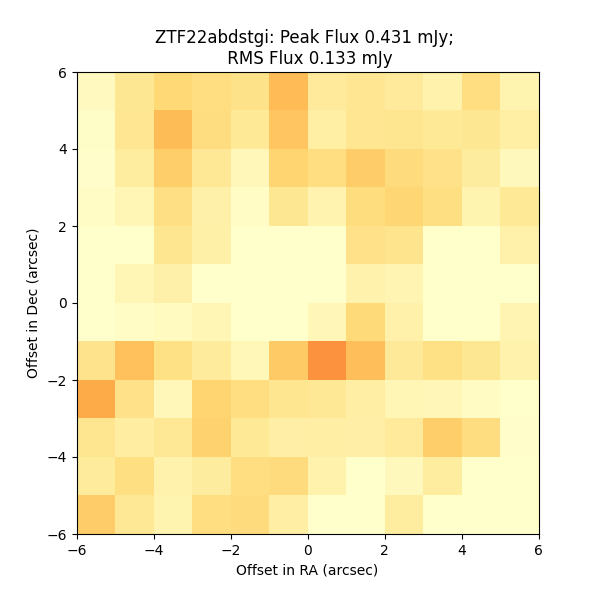 ZTF22abdstgi: Peak Flux 0.431 mJy;
RMS Flux 0.133 mJy
6
4
2
0
−2
−4
−6
Offset in Dec (arcsec)
−6 −4 −2 0 2 4 6
Offset in RA (arcsec)